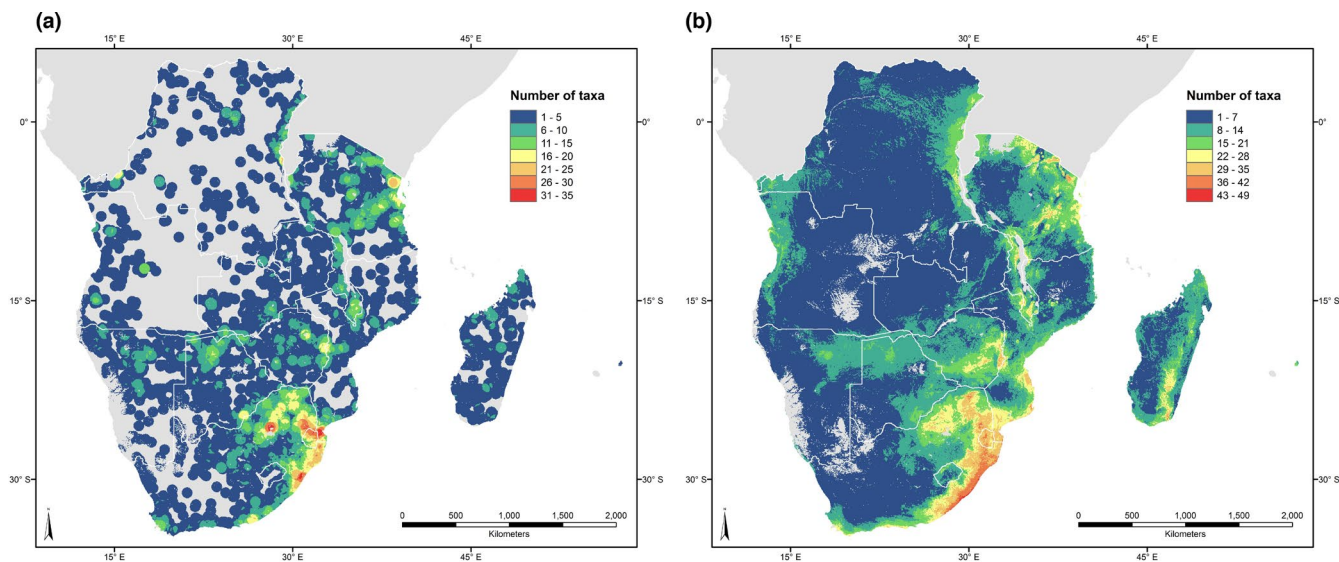 (a)
15° E
30° E
45° E
Number of taxa
1 - 5
6 - 10
11 - 15
16 - 20
21 - 25
26 - 30
31 - 35
0°
0°
15° S
15° S
30° S
30° S
N
0 500 1,000 1,500 2,000
Kilometers
15° E
30° E
45° E
(b)
15° E
30° E
45° E
Number of taxa
1 - 7
8 - 14
15 - 21
22 - 28
29 - 35
36 - 42
43 - 49
0°
0°
15° S
15° S
30° S
30° S
N
0 500 1,000 1,500 2,000
Kilometers
15° E
30° E
45° E